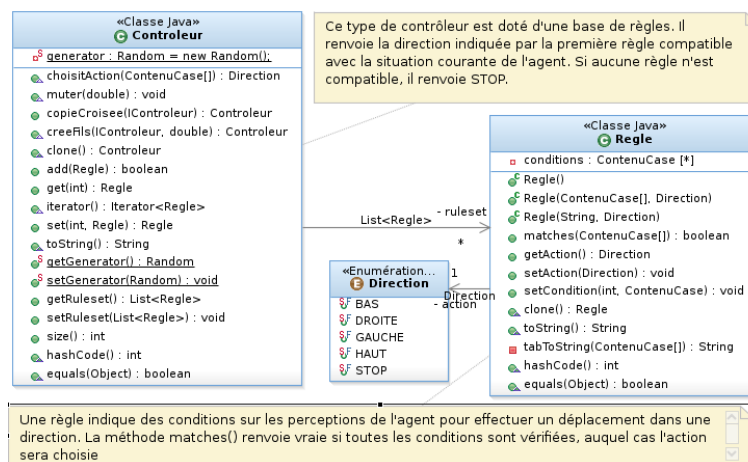 «Classe Java»
Controleur
generator : Random = new Random();
choisitAction(ContenuCase[]) : Direction
muter(double) : void
copieCroisee(IControleur) : Controleur
creeFils(IControleur, double) : Controleur
clone() : Controleur
add(Regle) : boolean
get(int) : Regle
iterator() : Iterator<Regle>
set(int, Regle) : Regle
toString() : String
getGenerator() : Random
setGenerator(Random) : void
getRuleset() : List<Regle>
setRuleset(List<Regle>) : void
size() : int
hashCode() : int
equals(Object) : boolean
Ce type de contrôleur est doté d'une base de règles. Il
renvoie la direction indiquée par la première règle compatible
avec la situation courante de l'agent. Si aucune règle n'est
compatible, il renvoie STOP.
List<Regle>
- ruleset
*
«Classe Java»
Regle
conditions : ContenuCase [*]
Regle()
Regle(ContenuCase[], Direction)
Regle(String, Direction)
matches(ContenuCase[]) : boolean
getAction() : Direction
setAction(Direction) : void
setCondition(int, ContenuCase) : void
clone() : Regle
toString() : String
tabToString(ContenuCase[]) : String
hashCode() : int
equals(Object) : boolean
«Enumération...
Direction
BAS
DROITE
GAUCHE
HAUT
STOP
1
Direction
- action
Une règle indique des conditions sur les perceptions de l'agent pour effectuer un déplacement dans une
direction. La méthode matches() renvoie vraie si toutes les conditions sont vérifiées, auquel cas l'action
sera choisie